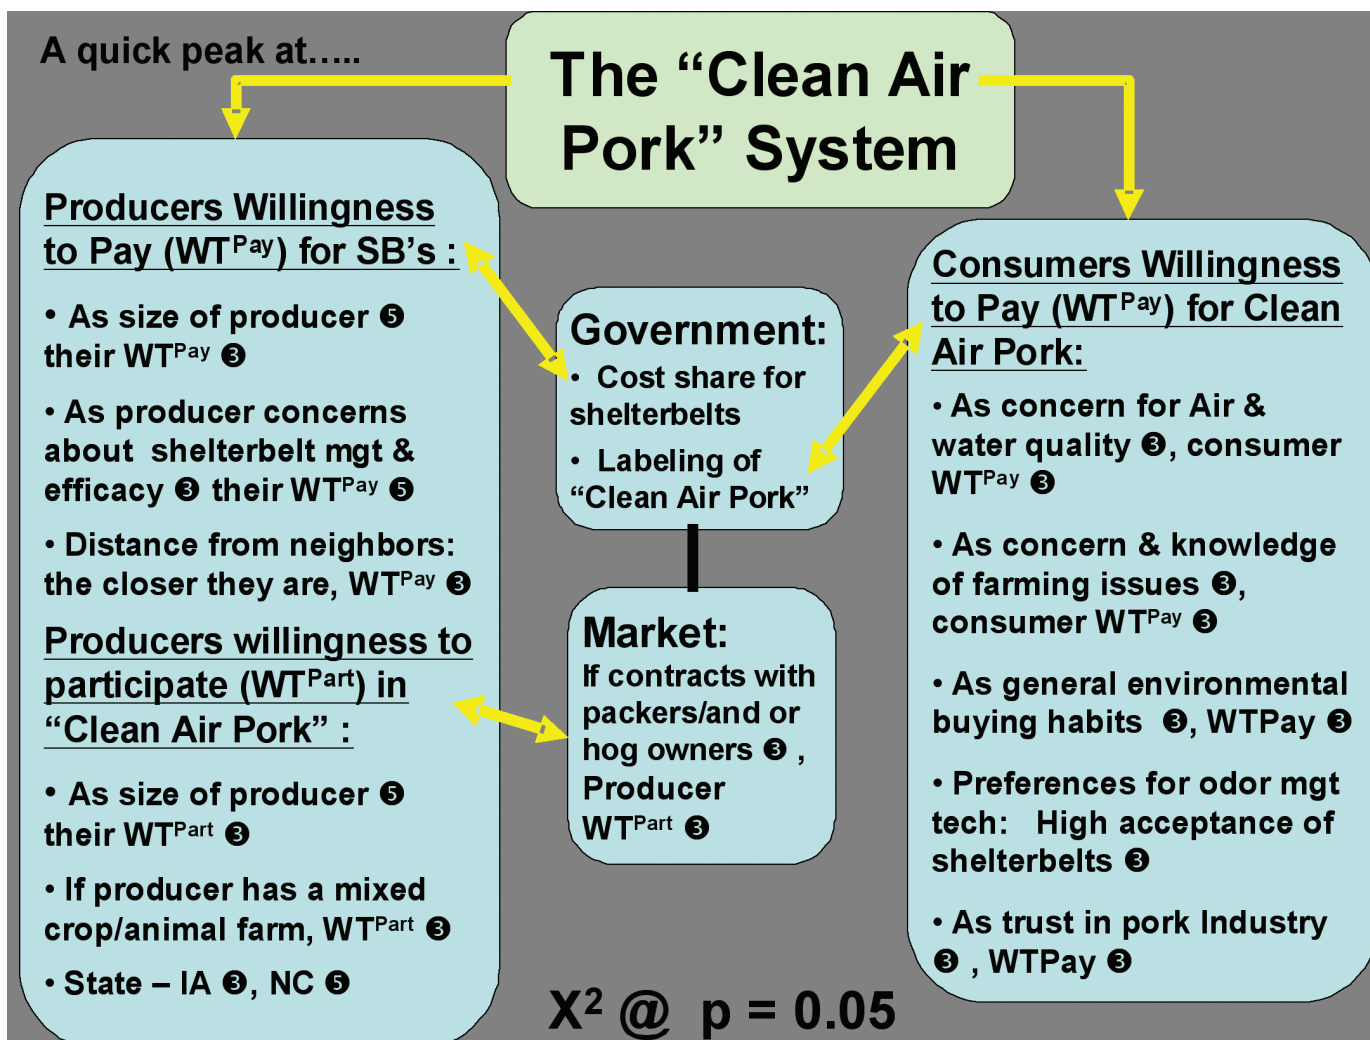 A quick peak at…..
The “Clean Air
Pork” System
Producers Willingness
to Pay (WTPay) for SB’s :
• As size of producer ❺
their WTPay ❸
• As producer concerns
about shelterbelt mgt &
efficacy ❸ their WTPay ❺
• Distance from neighbors:
the closer they are, WTPay ❸
Producers willingness to
participate (WTPart) in
“Clean Air Pork” :
• As size of producer ❺
their WTPart ❸
• If producer has a mixed
crop/animal farm, WTPart ❸
• State – IA ❸, NC ❺
Government:
• Cost share for
shelterbelts
• Labeling of
“Clean Air Pork”
Market:
If contracts with
packers/and or
hog owners ❸ ,
Producer
WTPart ❸
Consumers Willingness
to Pay (WTPay) for Clean
Air Pork:
• As concern for Air &
water quality ❸, consumer
WTPay ❸
• As concern & knowledge
of farming issues ❸,
consumer WTPay ❸
• As general environmental
buying habits ❸, WTPay ❸
• Preferences for odor mgt
tech: High acceptance of
shelterbelts ❸
• As trust in pork Industry
❸ , WTPay ❸
X² @ p = 0.05